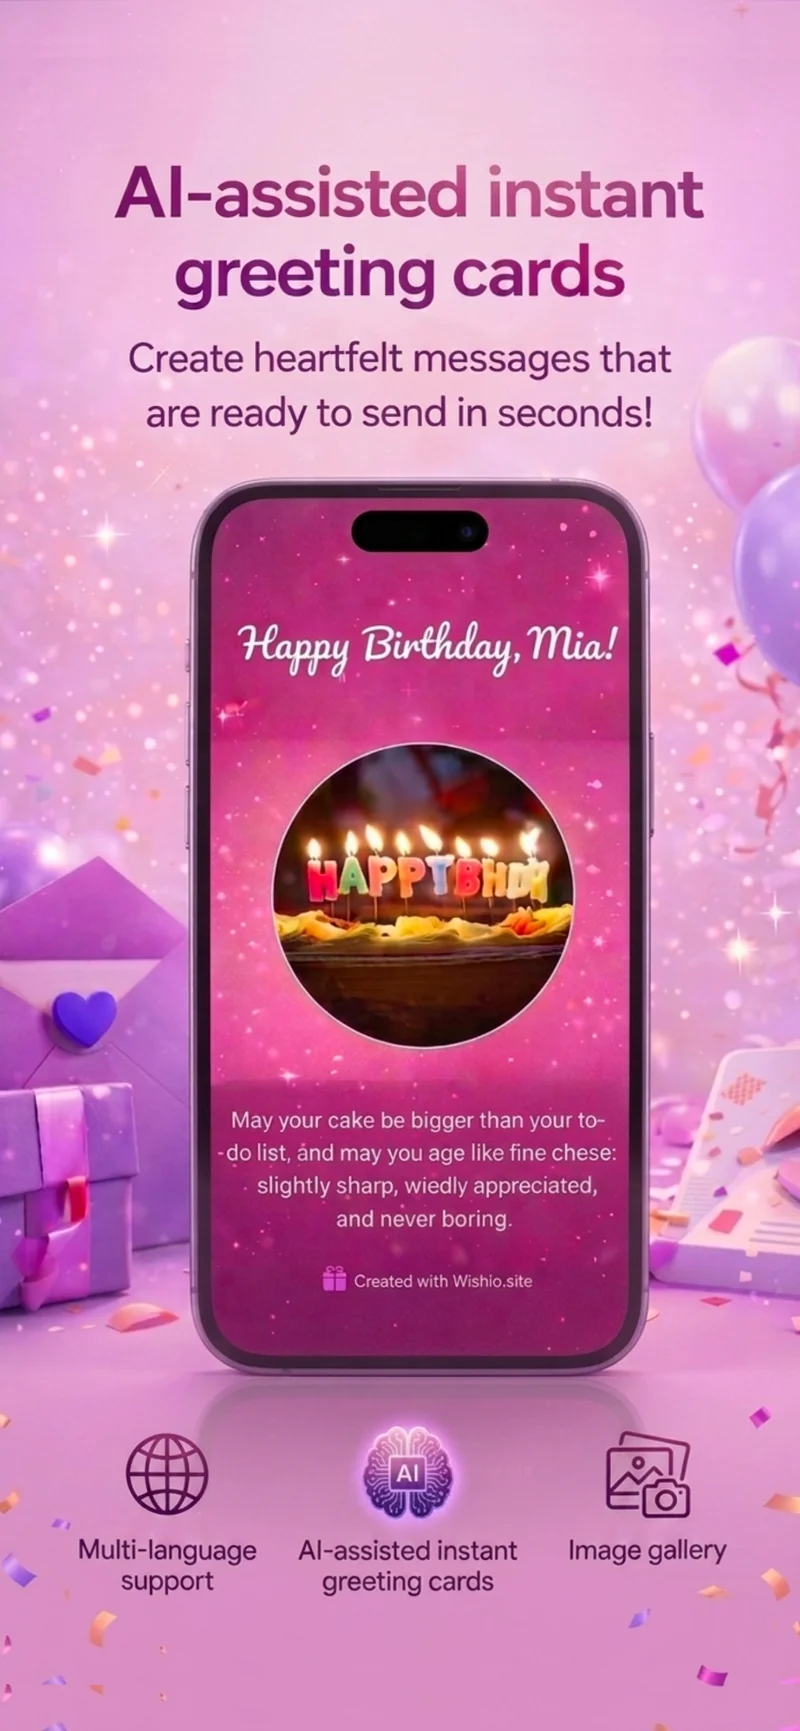 AI-assisted instant
greeting cards
Create heartfelt messages that
are ready to send in seconds!
Happy Birthday, Mia!
HAPPTBHDI
May your cake be bigger than your to-
-do list, and may you age like fine chese:
slightly sharp, wiedly appreciated,
and never boring.
Created with Wishio.site
AI
Multi-language
support
AI-assisted instant
greeting cards
Image gallery